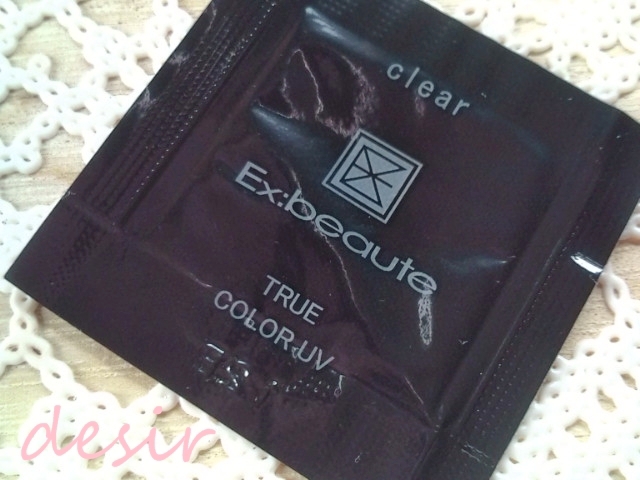 clear
Ex:beaute
TRUE
COLOR UV
desir